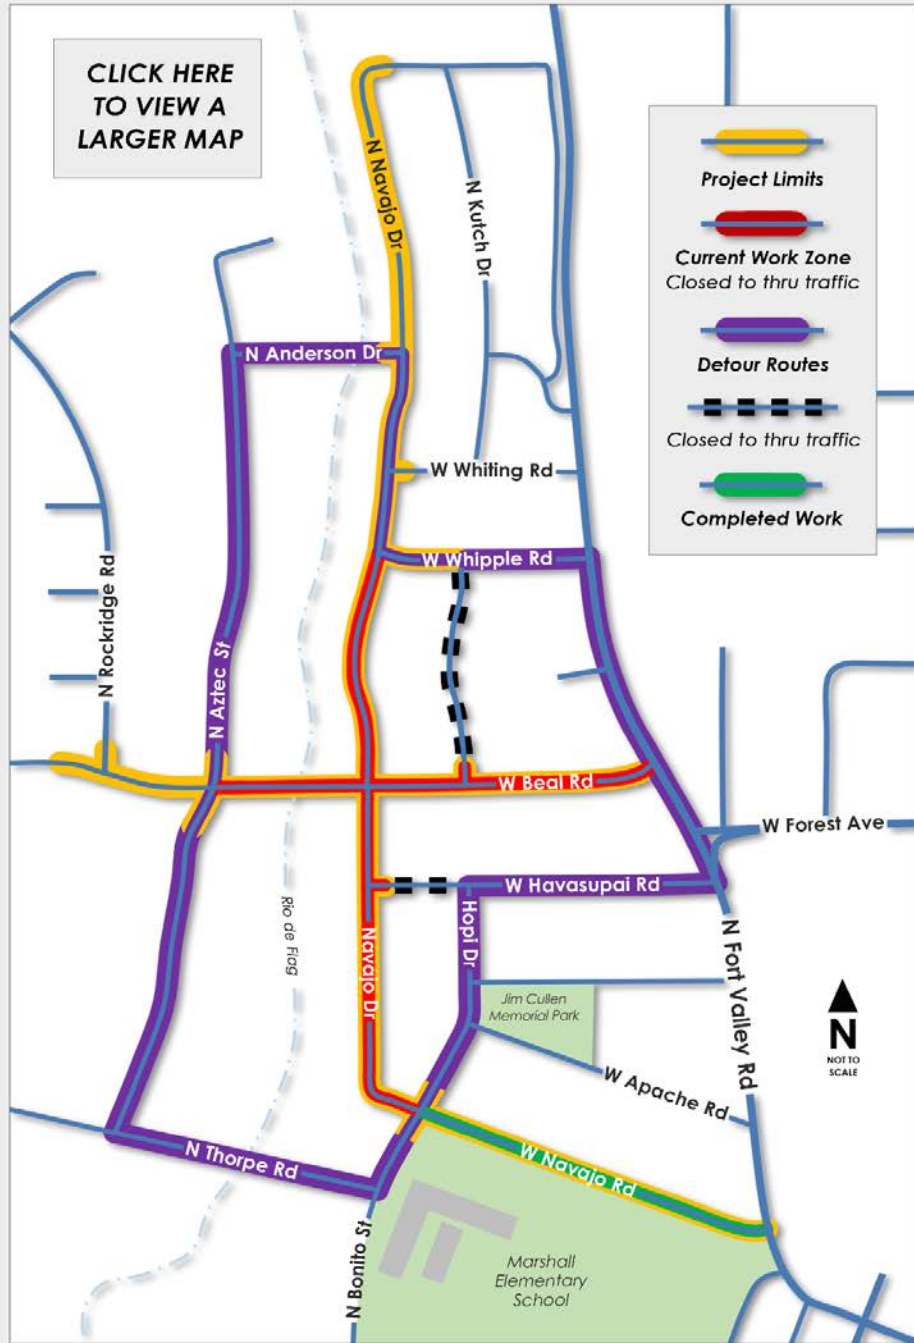 CLICK HERE
TO VIEW A
LARGER MAP
Project Limits
Current Work Zone
Closed to thru traffic
Detour Routes
Closed to thru traffic
Completed Work
N Navajo Dr
N Kutch Dr
N Anderson Dr
W Whiting Rd
W Whipple Rd
N Rockridge Rd
N Aztec St
W Beal Rd
W Forest Ave
W Havasupai Rd
Rio de Flag
Navajo Dr
Hopi Dr
N Fort Valley Rd
Jim Cullen
Memorial Park
N
NOT TO
SCALE
W Apache Rd
N Thorpe Rd
W Navajo Rd
N Bonito St
Marshall
Elementary
School